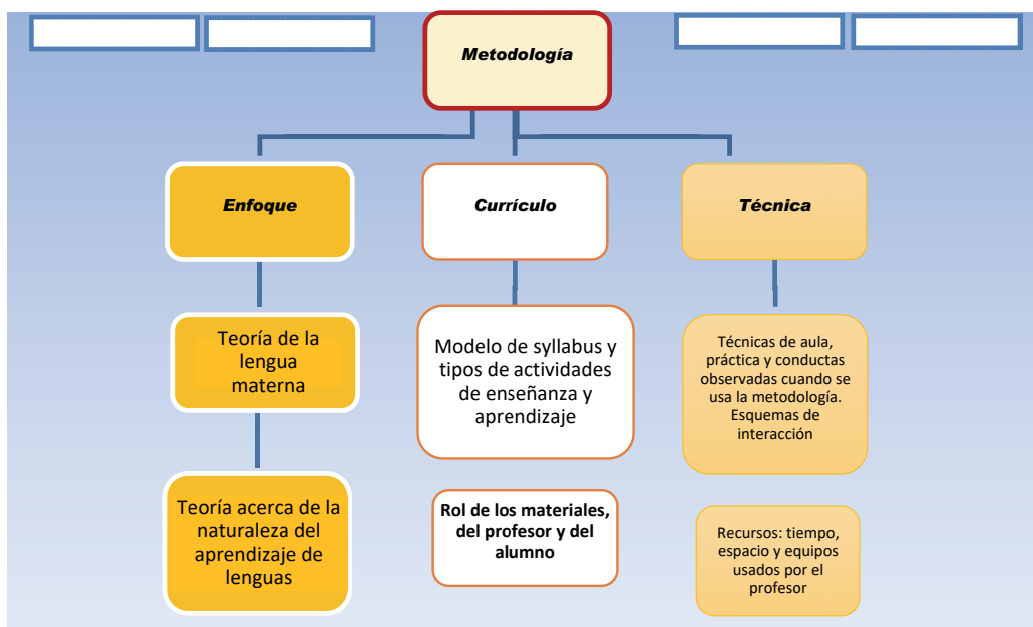 Metodología
Enfoque
Currículo
Técnica
Teoría de la
lengua
materna
Modelo de syllabus y
tipos de actividades
de enseñanza y
aprendizaje
Técnicas de aula,
práctica y conductas
observadas cuando se
usa la metodología.
Esquemas de
interacción
Teoría acerca de la
naturaleza del
aprendizaje de
lenguas
Rol de los materiales,
del profesor y del
alumno
Recursos: tiempo,
espacio y equipos
usados por el
profesor